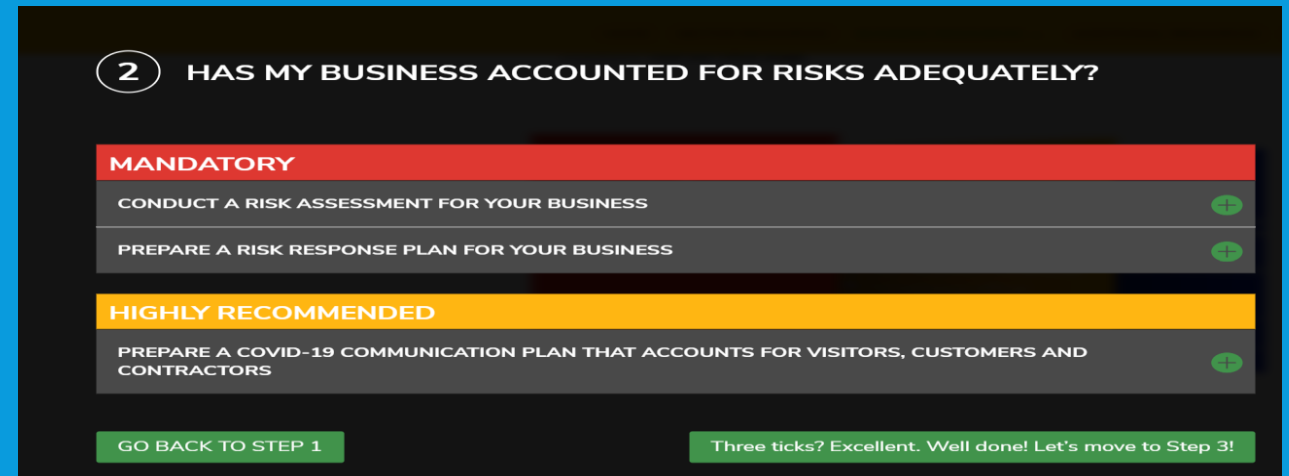 2 HAS MY BUSINESS ACCOUNTED FOR RISKS ADEQUATELY?
MANDATORY
CONDUCT A RISK ASSESSMENT FOR YOUR BUSINESS
PREPARE A RISK RESPONSE PLAN FOR YOUR BUSINESS
HIGHLY RECOMMENDED
PREPARE A COVID-19 COMMUNICATION PLAN THAT ACCOUNTS FOR VISITORS, CUSTOMERS AND
CONTRACTORS
GO BACK TO STEP 1
Three ticks? Excellent. Well done! Let's move to Step 3!